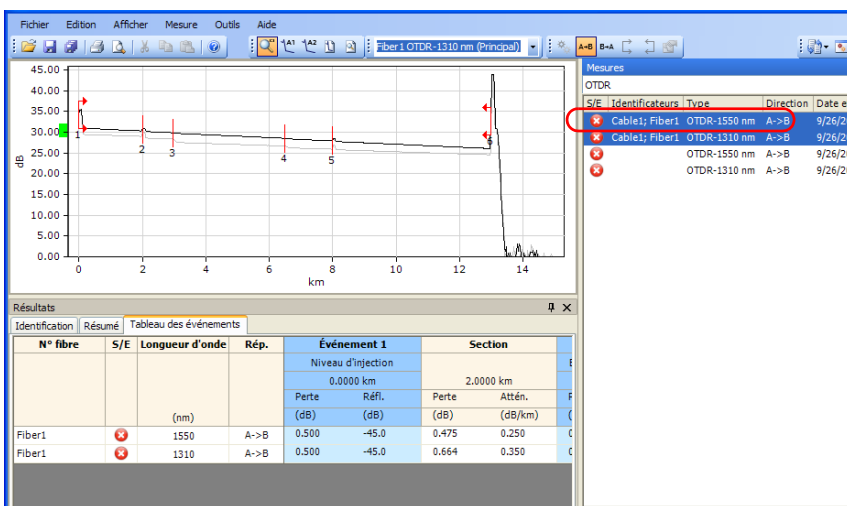 Fichier Edition Afficher Mesure Outils Aide
Fiber1 OTDR-1310 nm (Principal)
A→B B→A
45.00
40.00
35.00
30.00
25.00
20.00
15.00
10.00
5.00
0.00
dB
1 2 3 4 5 6
0 2 4 6 8 10 12 14
km
Mesures
OTDR
S/E Identificateurs Type Direction Date e
Cable1; Fiber1 OTDR-1550 nm A->B 9/26/2
Cable1; Fiber1 OTDR-1310 nm A->B 9/26/2
OTDR-1550 nm A->B 9/26/2
OTDR-1310 nm A->B 9/26/2
Résultats
Identification Résumé Tableau des événements
N° fibre S/E Longueur d'onde Rép. Événement 1 Section
Niveau d'injection
0.0000 km 2.0000 km
Perte Réfl. Perte Attén.
(nm) (dB) (dB) (dB) (dB/km)
Fiber1 1550 A->B 0.500 -45.0 0.475 0.250
Fiber1 1310 A->B 0.500 -45.0 0.664 0.350